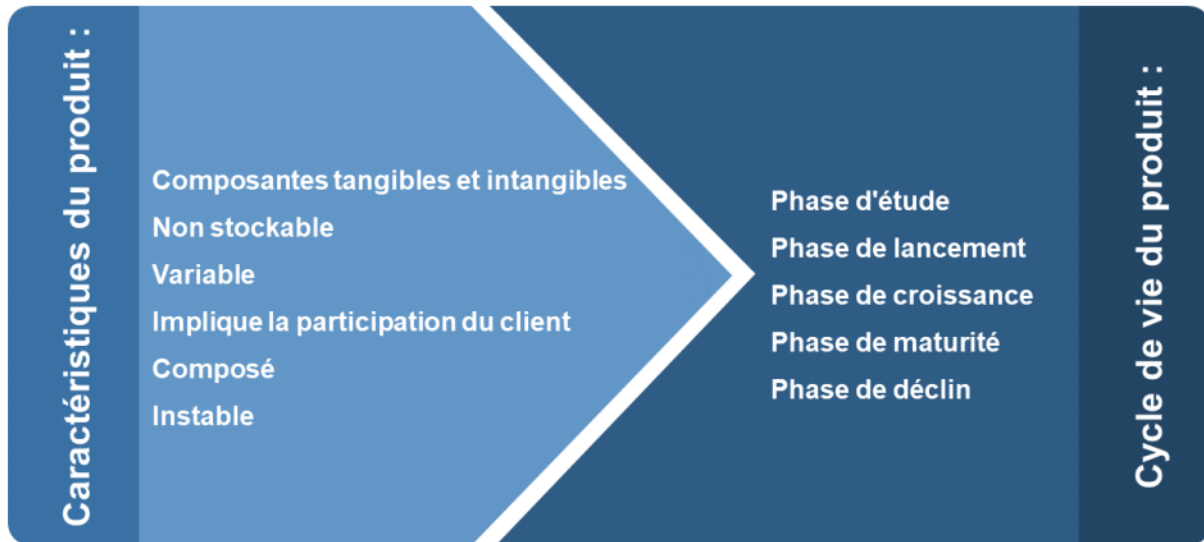 Caractéristiques du produit :
Composantes tangibles et intangibles
Non stockable
Variable
Implique la participation du client
Composé
Instable
Phase d'étude
Phase de lancement
Phase de croissance
Phase de maturité
Phase de déclin
Cycle de vie du produit :